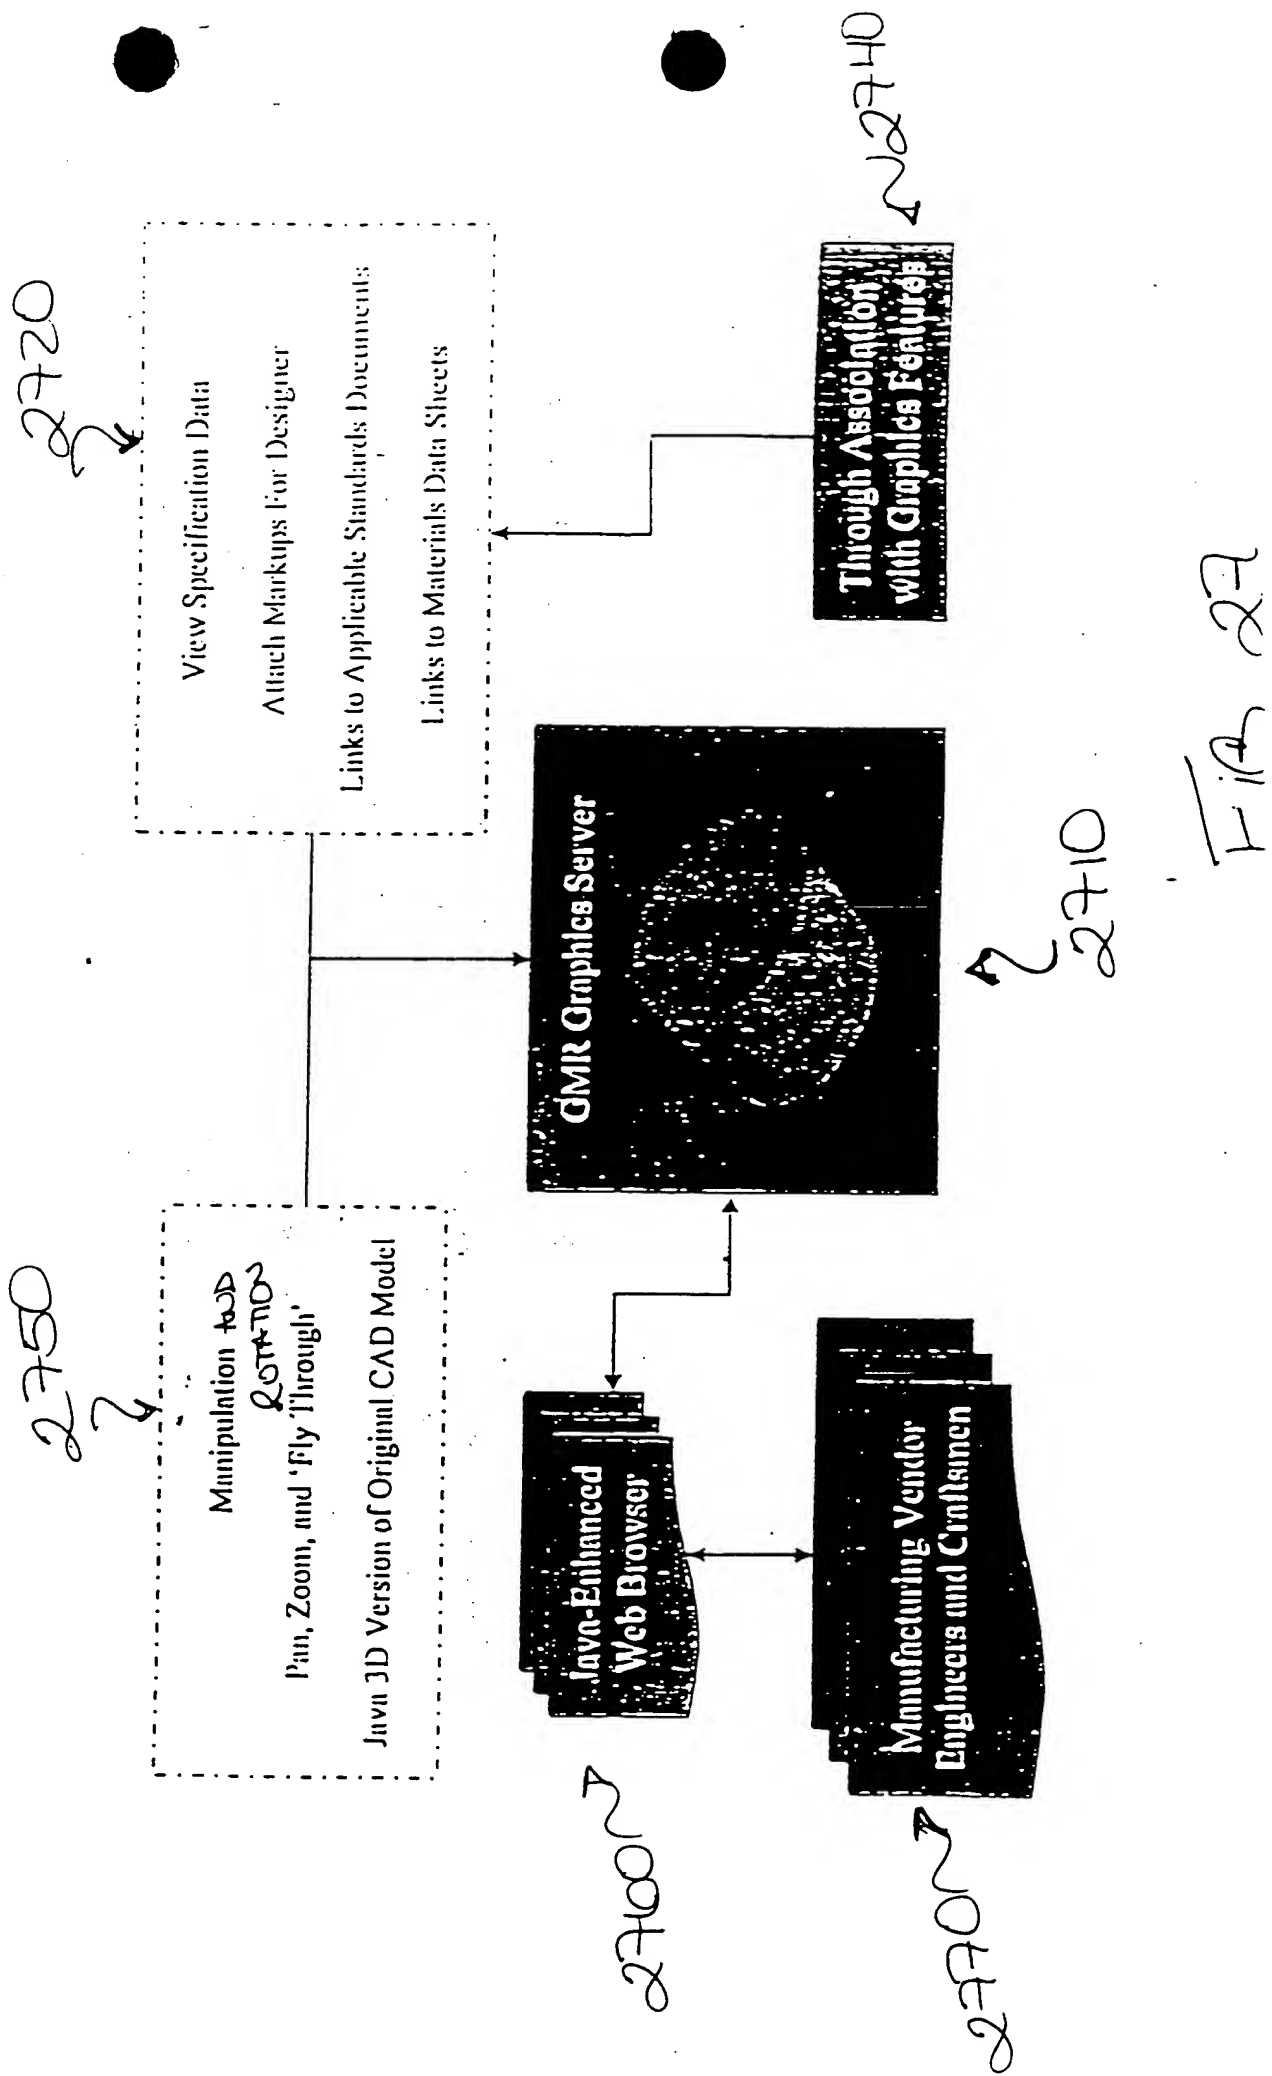 2750
Manipulation AND
ROTATION
Pan, Zoom, and 'Fly Through'
Java 3D Version of Original CAD Model
2720
View Specification Data
Attach Markups For Designer
Links to Applicable Standards Documents
Links to Materials Data Sheets
2760
Java-Enhanced
Web Browser
GMR Graphics Server
2710
2770
Manufacturing Vendor
Engineers and Craftsmen
Through Association
with Graphics Features
2740
FIG 27